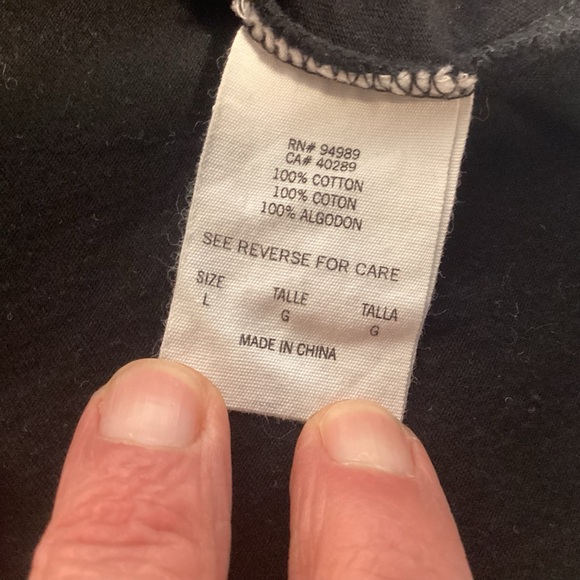 RN# 94989
CA# 40289
100% COTTON
100% COTON
100% ALGODON
SEE REVERSE FOR CARE
SIZE TALLE TALLA
L G G
MADE IN CHINA